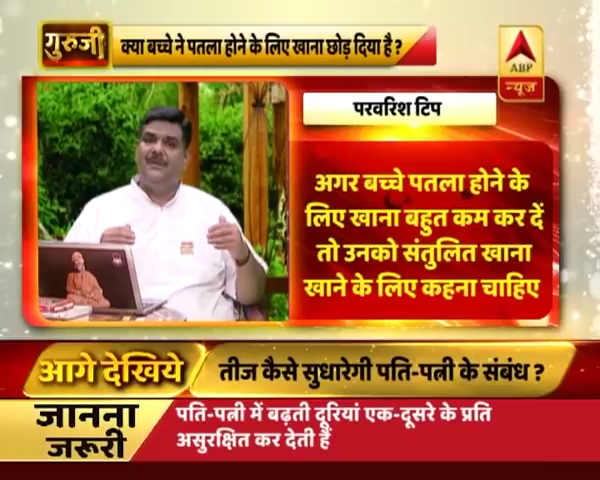 गुरुजी
क्या बच्चे ने पतला होने के लिए खाना छोड़ दिया है ?
ABP
न्यूज़
परवरिश टिप
अगर बच्चे पतला होने के
लिए खाना बहुत कम कर दें
तो उनको संतुलित खाना
खाने के लिए कहना चाहिए
आगे देखिये
तीज कैसे सुधारेगी पति-पत्नी के संबंध ?
जानना
जरूरी
पति-पत्नी में बढ़ती दूरियां एक-दूसरे के प्रति
असुरक्षित कर देती हैं